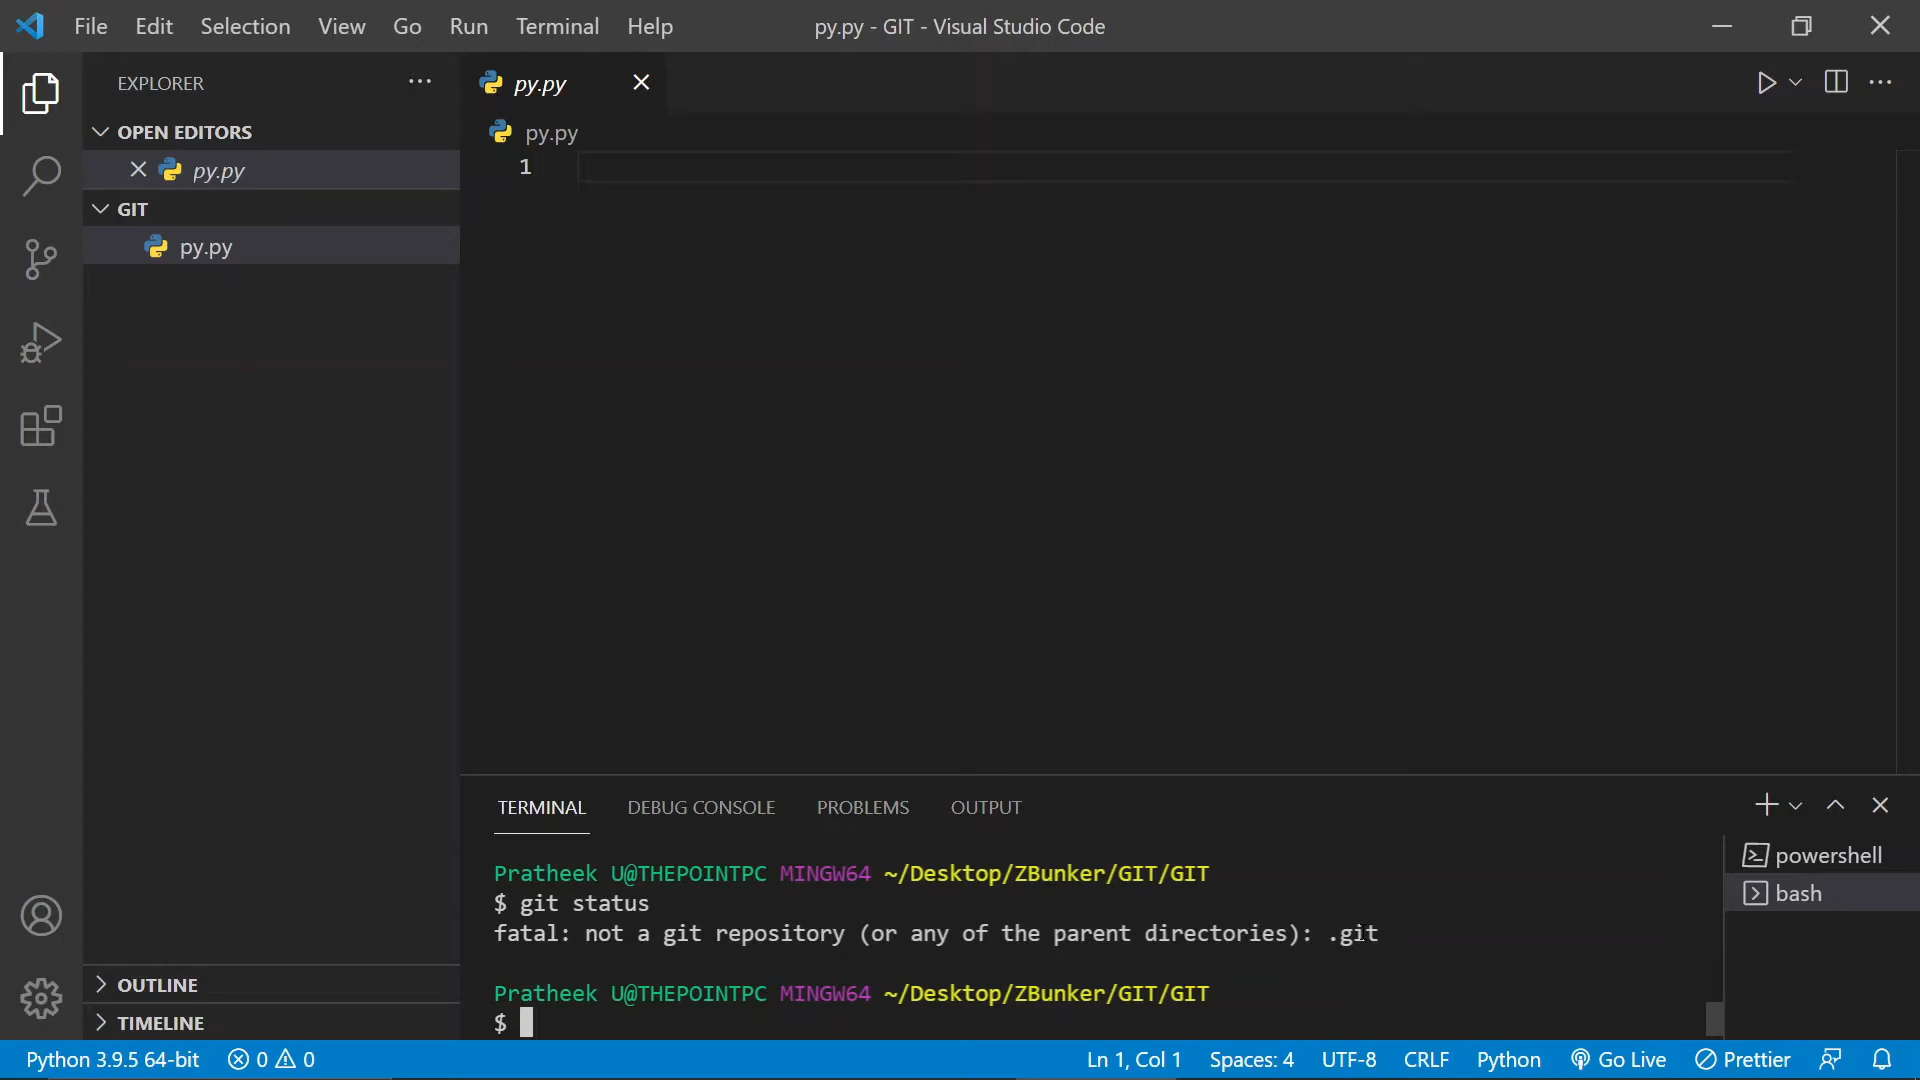 File Edit Selection View Go Run Terminal Help
py.py - GIT - Visual Studio Code
EXPLORER
OPEN EDITORS
py.py
GIT
py.py
OUTLINE
TIMELINE
py.py
py.py
1
TERMINAL DEBUG CONSOLE PROBLEMS OUTPUT
Pratheek U@THEPOINTPC MINGW64 ~/Desktop/ZBunker/GIT/GIT
$ git status
fatal: not a git repository (or any of the parent directories): .git
Pratheek U@THEPOINTPC MINGW64 ~/Desktop/ZBunker/GIT/GIT
$
powershell
bash
Python 3.9.5 64-bit 0 0 Ln 1, Col 1 Spaces: 4 UTF-8 CRLF Python Go Live Prettier